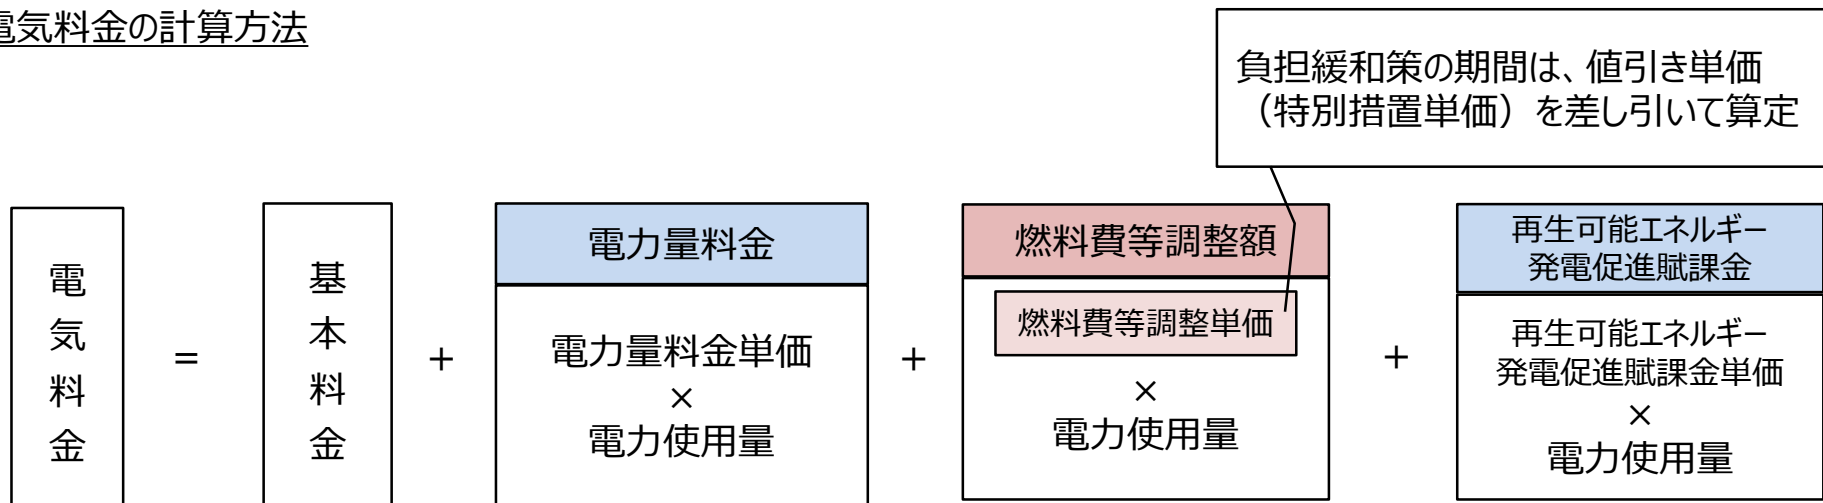 電気料金の計算方法
負担緩和策の期間は、値引き単価
（特別措置単価）を差し引いて算定
電気料金
=
基本料金
+
電力量料金
電力量料金単価
×
電力使用量
+
燃料費等調整額
燃料費等調整単価
×
電力使用量
+
再生可能エネルギー
発電促進賦課金
再生可能エネルギー
発電促進賦課金単価
×
電力使用量